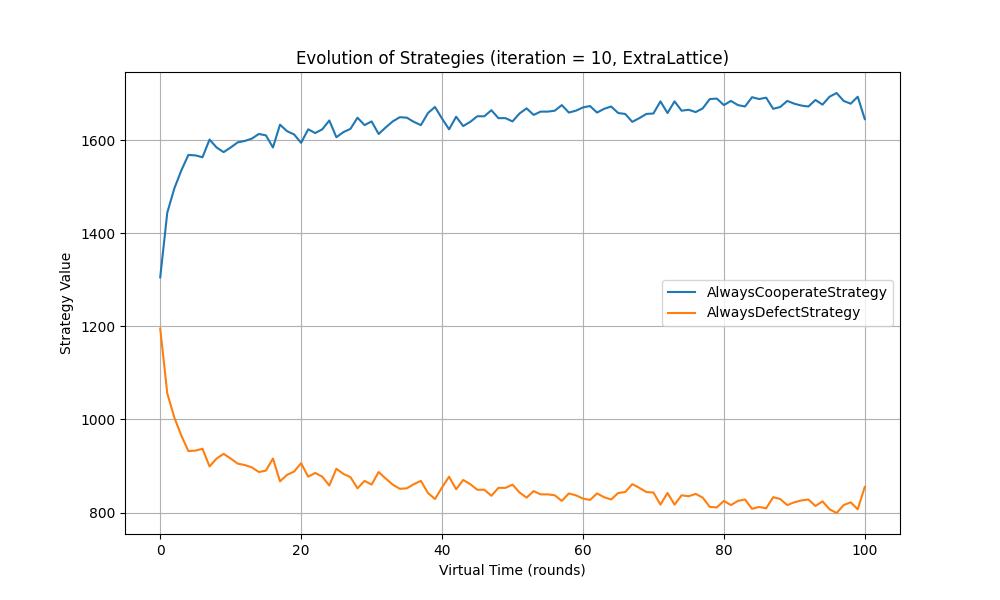 Evolution of Strategies (iteration = 10, ExtraLattice)
1600
1400
1200
1000
800
Strategy Value
AlwaysCooperateStrategy
AlwaysDefectStrategy
0 20 40 60 80 100
Virtual Time (rounds)